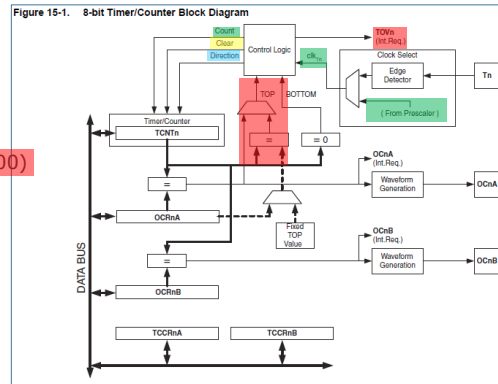 Figure 15-1. 8-bit Timer/Counter Block Diagram
Count
Clear
Direction
Control Logic
TOVn
(Int.Req.)
clkTn
Clock Select
Edge
Detector
Tn
( From Prescaler )
TOP
BOTTOM
Timer/Counter
TCNTn
=
= 0
00)
=
OCnA
(Int.Req.)
Waveform
Generation
OCnA
OCRnA
Fixed
TOP
Value
OCnB
(Int.Req.)
=
Waveform
Generation
OCnB
OCRnB
DATA BUS
TCCRnA
TCCRnB